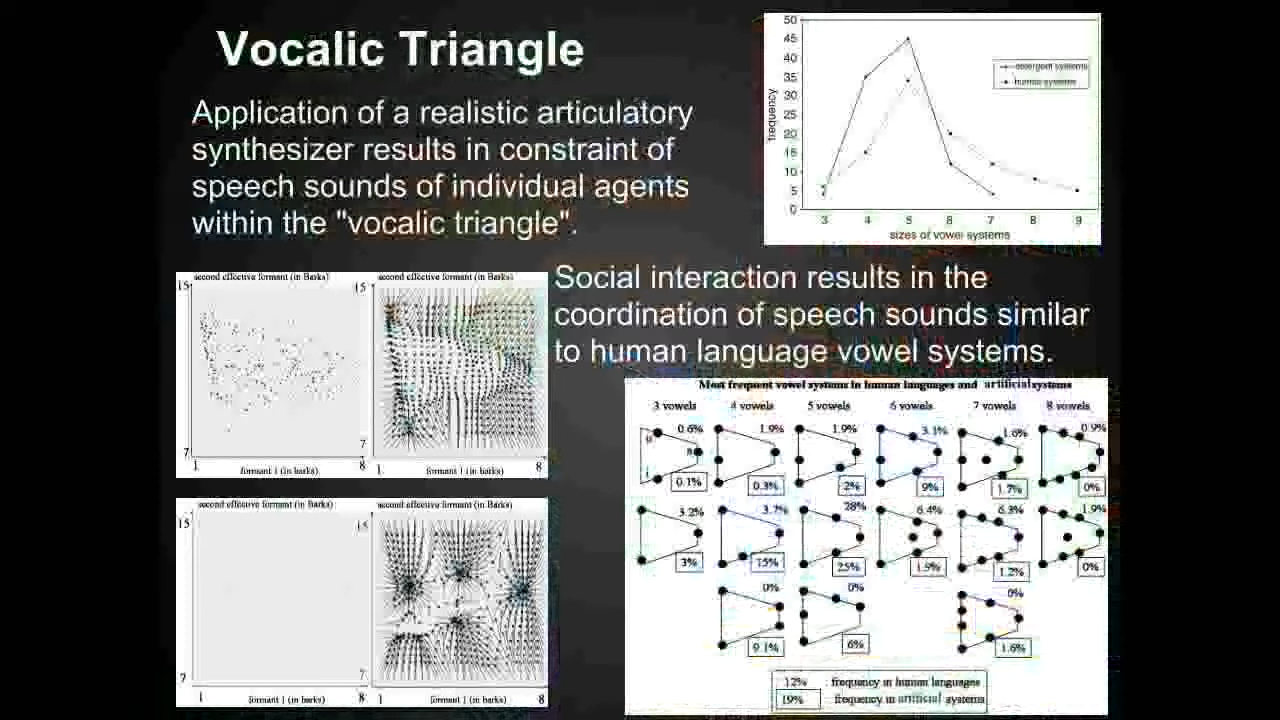 Vocalic Triangle
Application of a realistic articulatory
synthesizer results in constraint of
speech sounds of individual agents
within the "vocalic triangle".
50
45
40
35
30
25
20
15
10
5
0
frequency
emergent systems
human systems
3 4 5 6 7 8 9
sizes of vowel systems
Social interaction results in the
coordination of speech sounds similar
to human language vowel systems.
second effective formant (in Barks)
15
7
1 formant 1 (in barks) 8
second effective formant (in Barks)
15
7
1 formant 1 (in barks) 8
second effective formant (in Barks)
15
7
1 formant 1 (in barks) 8
second effective formant (in Barks)
15
7
1 formant 1 (in barks) 8
Most frequent vowel systems in human languages and artificial systems
3 vowels 4 vowels 5 vowels 6 vowels 7 vowels 8 vowels
0.6% 1.9% 1.9% 3.1% 1.6% 0.9%
0.1% 0.3% 2% 9% 1.7% 0%
3.2% 3.7% 28% 6.4% 6.3% 1.9%
3% 15% 25% 1.5% 1.2% 0%
0% 0% 0%
0.1% 6% 1.6%
12% frequency in human languages
19% frequency in artificial systems